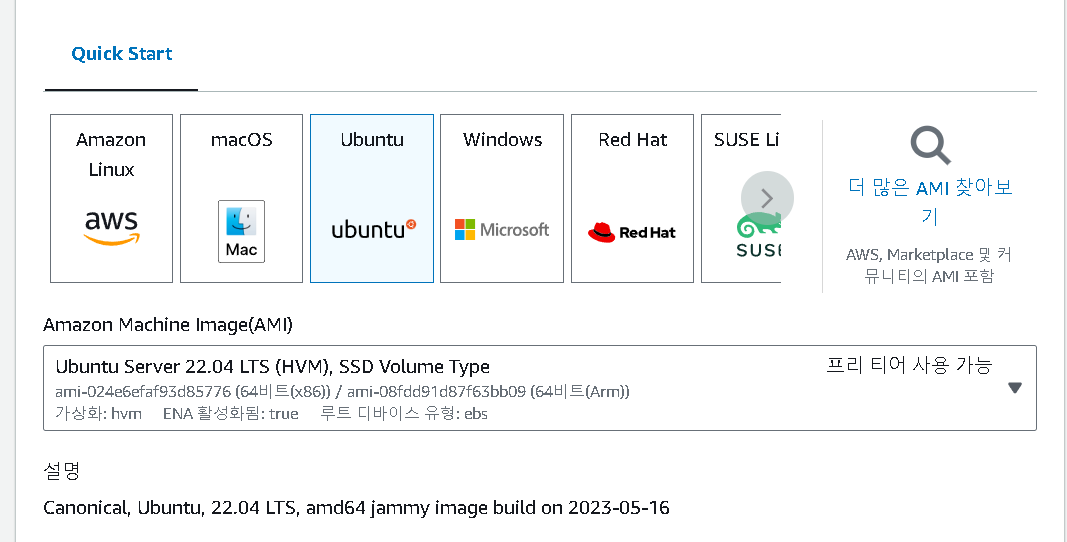 Quick Start
Amazon Linux
aws
macOS
Mac
Ubuntu
ubuntu
Windows
Microsoft
Red Hat
Red Hat
SUSE Li
SUSE
더 많은 AMI 찾아보
기
AWS, Marketplace 및 커
뮤니티의 AMI 포함
Amazon Machine Image(AMI)
Ubuntu Server 22.04 LTS (HVM), SSD Volume Type
프리 티어 사용 가능
ami-024e6efaf93d85776 (64비트(x86)) / ami-08fdd91d87f63bb09 (64비트(Arm))
가상화: hvm ENA 활성화됨: true 루트 디바이스 유형: ebs
설명
Canonical, Ubuntu, 22.04 LTS, amd64 jammy image build on 2023-05-16